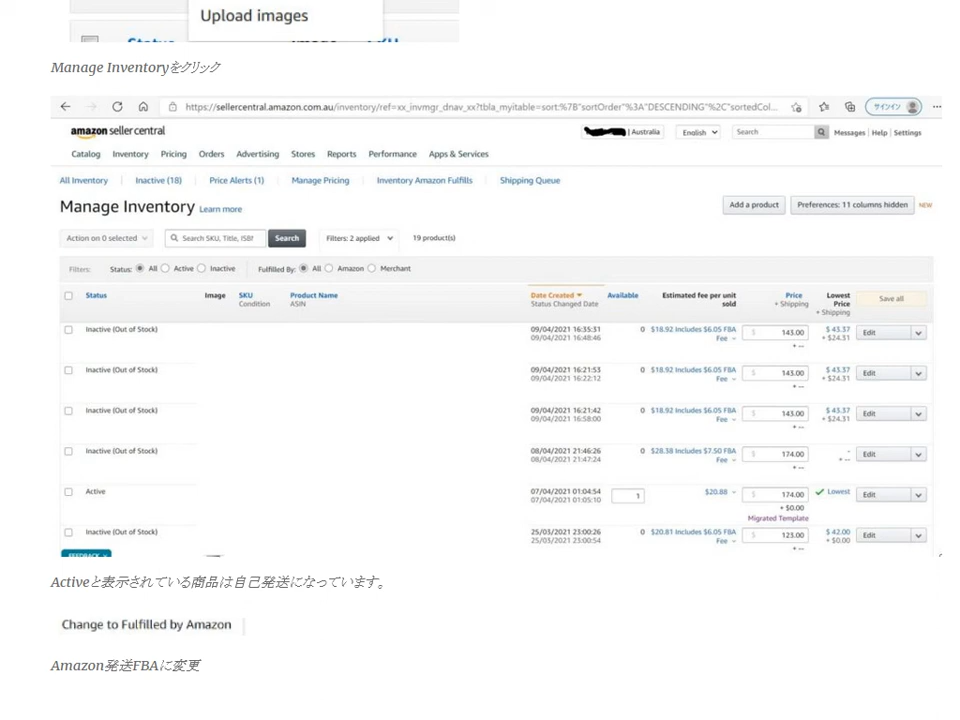 Upload images
Manage Inventoryをクリック
https://sellercentral.amazon.com.au/inventory/ref=xx_invmgr_dnav_xx?tbla_myitable=sort:%7B"sortOrder"%3A"DESCENDING"%2C"sortedCol... サインイン
amazon seller central | Australia English Search Messages | Help | Settings
Catalog Inventory Pricing Orders Advertising Stores Reports Performance Apps & Services
All Inventory Inactive (18) Price Alerts (1) Manage Pricing Inventory Amazon Fulfills Shipping Queue
Manage Inventory Learn more Add a product Preferences: 11 columns hidden NEW
Action on 0 selected Search SKU, Title, ISBN Search Filters: 2 applied 19 product(s)
Filters: Status: All Active Inactive Fulfilled By: All Amazon Merchant
Status Image SKU Product Name Date Created Available Estimated fee per unit Price Lowest Save all
Condition ASIN Status Changed Date sold + Shipping Price
+ Shipping
Inactive (Out of Stock) 09/04/2021 16:35:31 0 $18.92 Includes $6.05 FBA $ 143.00 $ 43.37 Edit
09/04/2021 16:48:46 Fee + -- + $24.31
Inactive (Out of Stock) 09/04/2021 16:21:53 0 $18.92 Includes $6.05 FBA $ 143.00 $ 43.37 Edit
09/04/2021 16:22:12 Fee + -- + $24.31
Inactive (Out of Stock) 09/04/2021 16:21:42 0 $18.92 Includes $6.05 FBA $ 143.00 $ 43.37 Edit
09/04/2021 16:58:00 Fee + -- + $24.31
Inactive (Out of Stock) 08/04/2021 21:46:26 0 $28.38 Includes $7.50 FBA $ 174.00 - Edit
08/04/2021 21:47:24 Fee + -- + --
Active 07/04/2021 01:04:54 1 $20.88 $ 174.00 Lowest Edit
07/04/2021 01:05:10 + $0.00
Migrated Template
Inactive (Out of Stock) 25/03/2021 23:00:26 0 $20.81 Includes $6.05 FBA $ 123.00 $ 42.00 Edit
25/03/2021 23:00:54 Fee + -- + $0.00
FEEDBACK
Activeと表示されている商品は自己発送になっています。
Change to Fulfilled by Amazon
Amazon発送FBAに変更